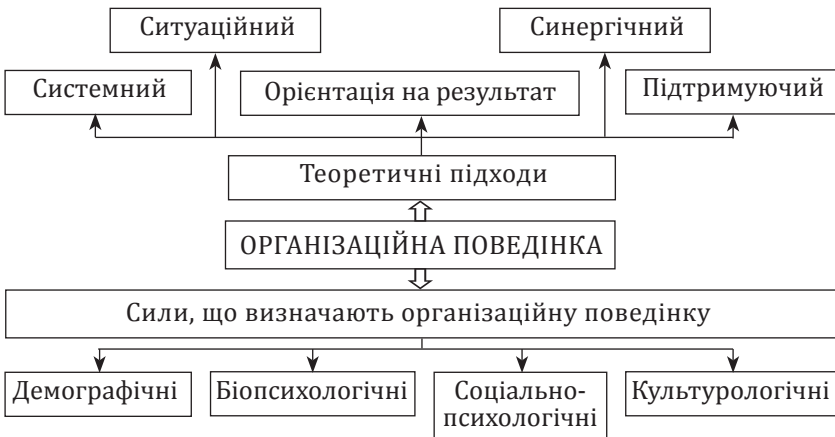 Ситуаційний
Синергічний
Системний
Орієнтація на результат
Підтримуючий
Теоретичні підходи
ОРГАНІЗАЦІЙНА ПОВЕДІНКА
Сили, що визначають організаційну поведінку
Демографічні
Біопсихологічні
Соціально-
психологічні
Культурологічні